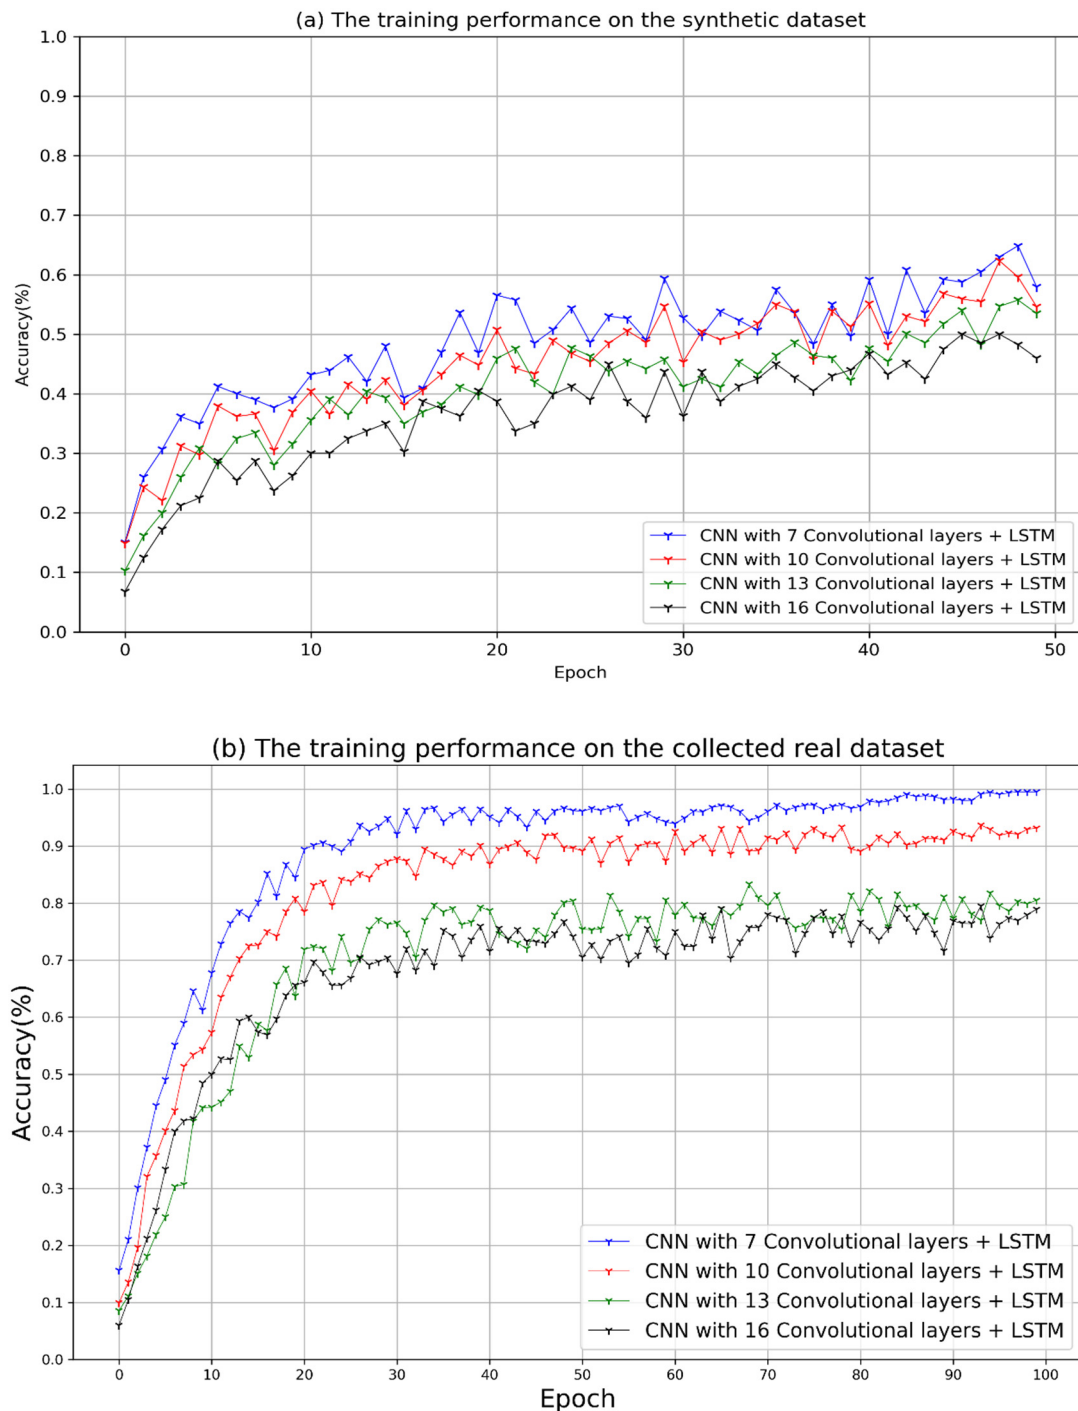 (a) The training performance on the synthetic dataset
1.0
0.9
0.8
0.7
0.6
0.5
0.4
0.3
0.2
0.1
0.0
Accuracy(%)
CNN with 7 Convolutional layers + LSTM
CNN with 10 Convolutional layers + LSTM
CNN with 13 Convolutional layers + LSTM
CNN with 16 Convolutional layers + LSTM
0 10 20 30 40 50
Epoch
(b) The training performance on the collected real dataset
1.0
0.9
0.8
0.7
0.6
0.5
0.4
0.3
0.2
0.1
0.0
Accuracy(%)
CNN with 7 Convolutional layers + LSTM
CNN with 10 Convolutional layers + LSTM
CNN with 13 Convolutional layers + LSTM
CNN with 16 Convolutional layers + LSTM
0 10 20 30 40 50 60 70 80 90 100
Epoch